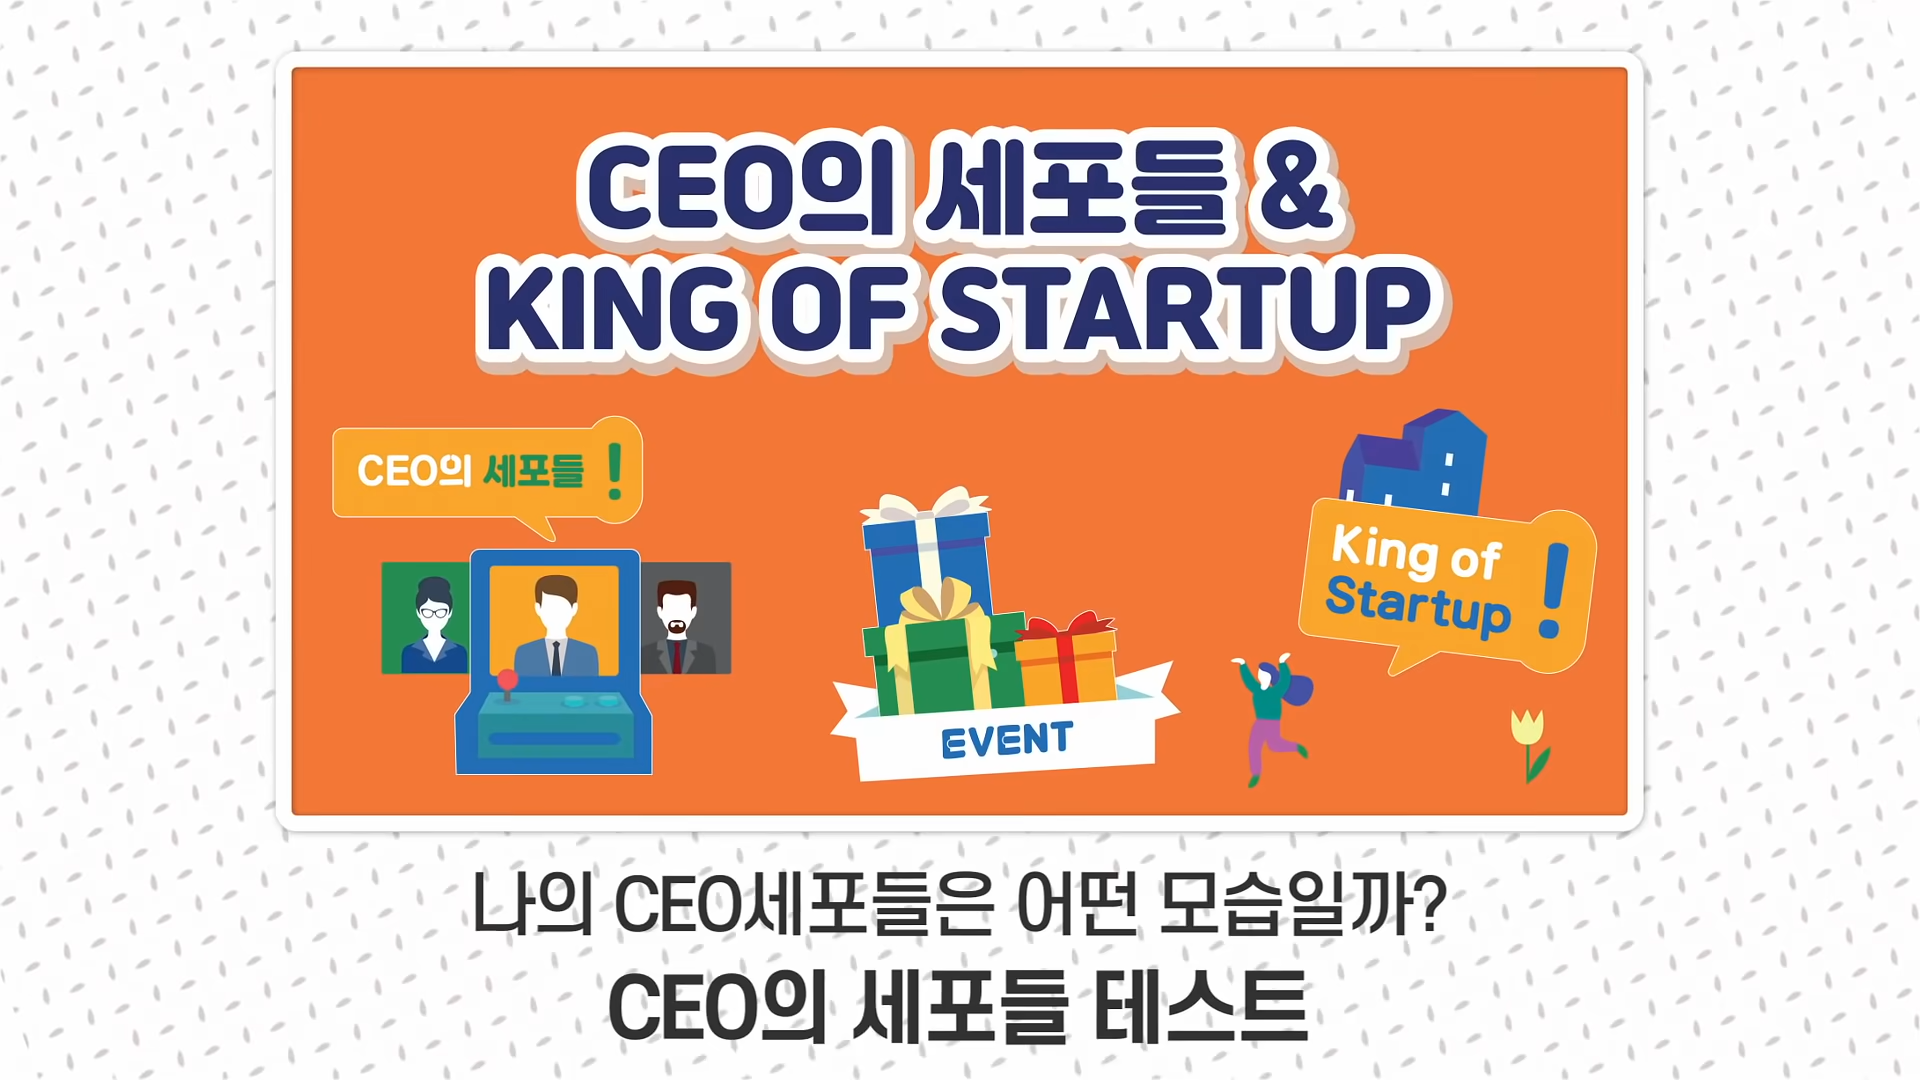 CEO의 세포들 &
KING OF STARTUP
CEO의 세포들 !
King of
Startup !
EVENT
나의 CEO세포들은 어떤 모습일까?
CEO의 세포들 테스트